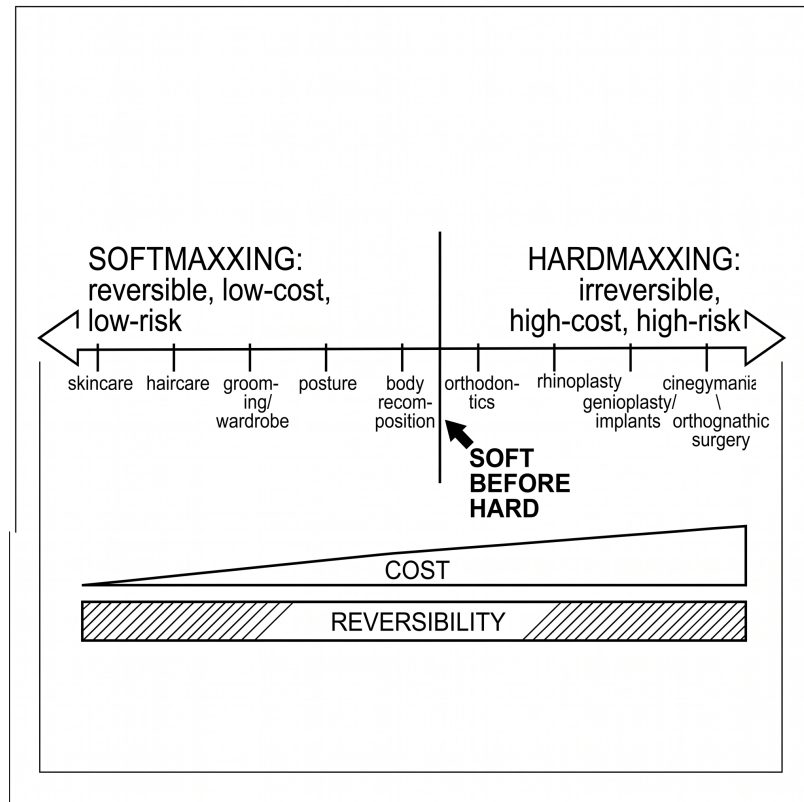 SOFTMAXXING:
reversible, low-cost,
low-risk
HARDMAXXING:
irreversible,
high-cost, high-risk
skincare
haircare
groom-
ing/
wardrobe
posture
body
recom-
position
orthodon-
tics
rhinoplasty
genioplasty/
implants
cinegymania
\
orthognathic
surgery
SOFT
BEFORE
HARD
COST
REVERSIBILITY